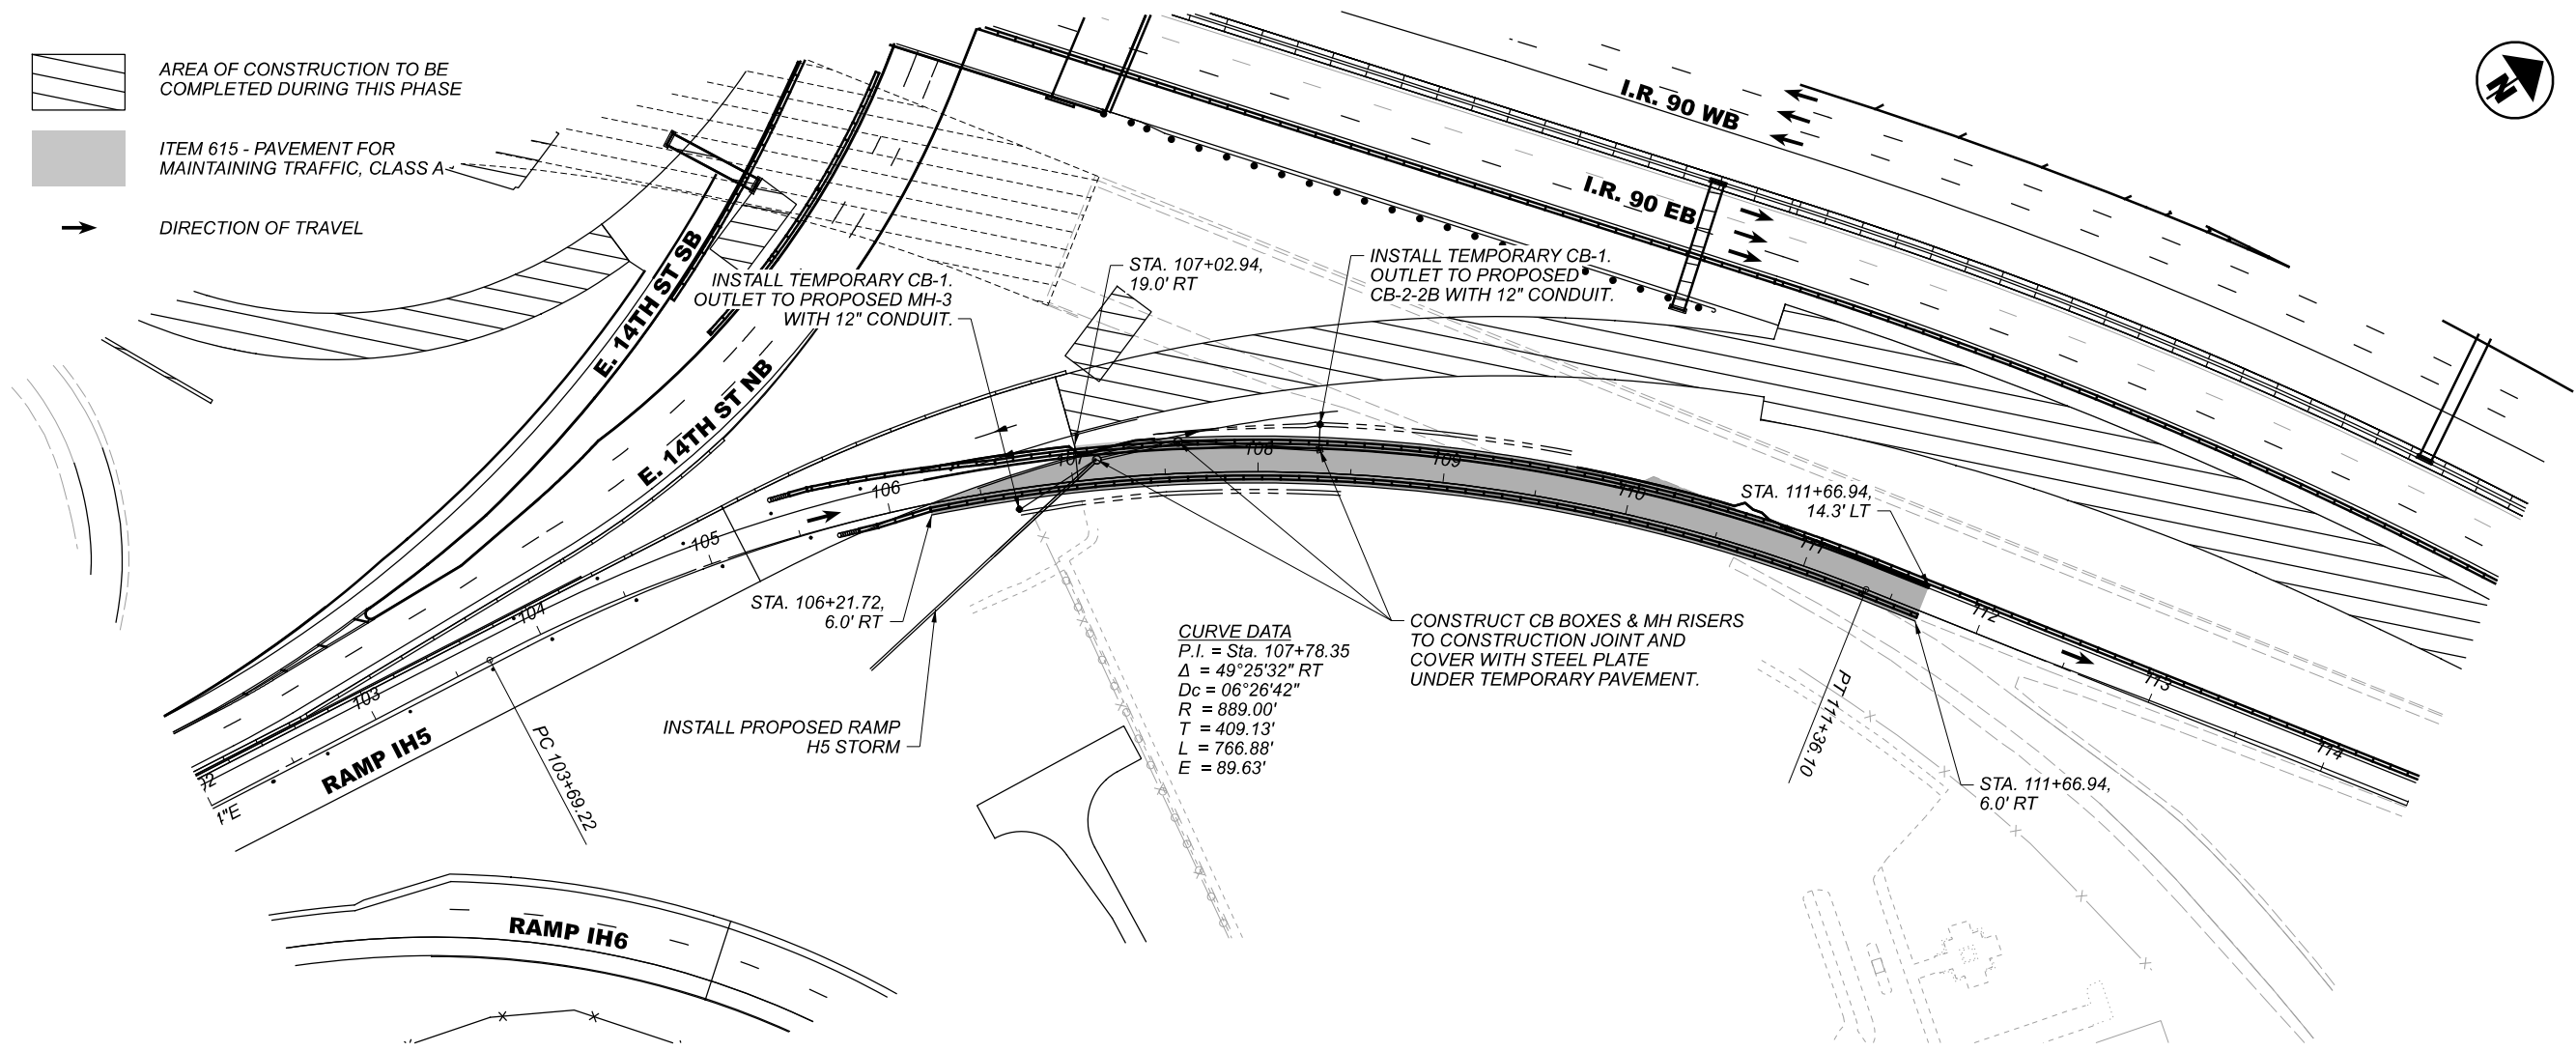 AREA OF CONSTRUCTION TO BE
COMPLETED DURING THIS PHASE
ITEM 615 - PAVEMENT FOR
MAINTAINING TRAFFIC, CLASS A
DIRECTION OF TRAVEL
N
I.R. 90 WB
I.R. 90 EB
E. 14TH ST SB
E. 14TH ST NB
INSTALL TEMPORARY CB-1.
OUTLET TO PROPOSED MH-3
WITH 12" CONDUIT.
STA. 107+02.94,
19.0' RT
INSTALL TEMPORARY CB-1.
OUTLET TO PROPOSED
CB-2-2B WITH 12" CONDUIT.
103
104
105
106
107
108
109
110
111
112
113
114
STA. 111+66.94,
14.3' LT
STA. 106+21.72,
6.0' RT
CONSTRUCT CB BOXES & MH RISERS
TO CONSTRUCTION JOINT AND
COVER WITH STEEL PLATE
UNDER TEMPORARY PAVEMENT.
CURVE DATA
P.I. = Sta. 107+78.35
Δ = 49°25'32" RT
Dc = 06°26'42"
R = 889.00'
T = 409.13'
L = 766.88'
E = 89.63'
INSTALL PROPOSED RAMP
H5 STORM
PC 103+69.22
PT 111+36.10
STA. 111+66.94,
6.0' RT
RAMP IH5
1"E
RAMP IH6